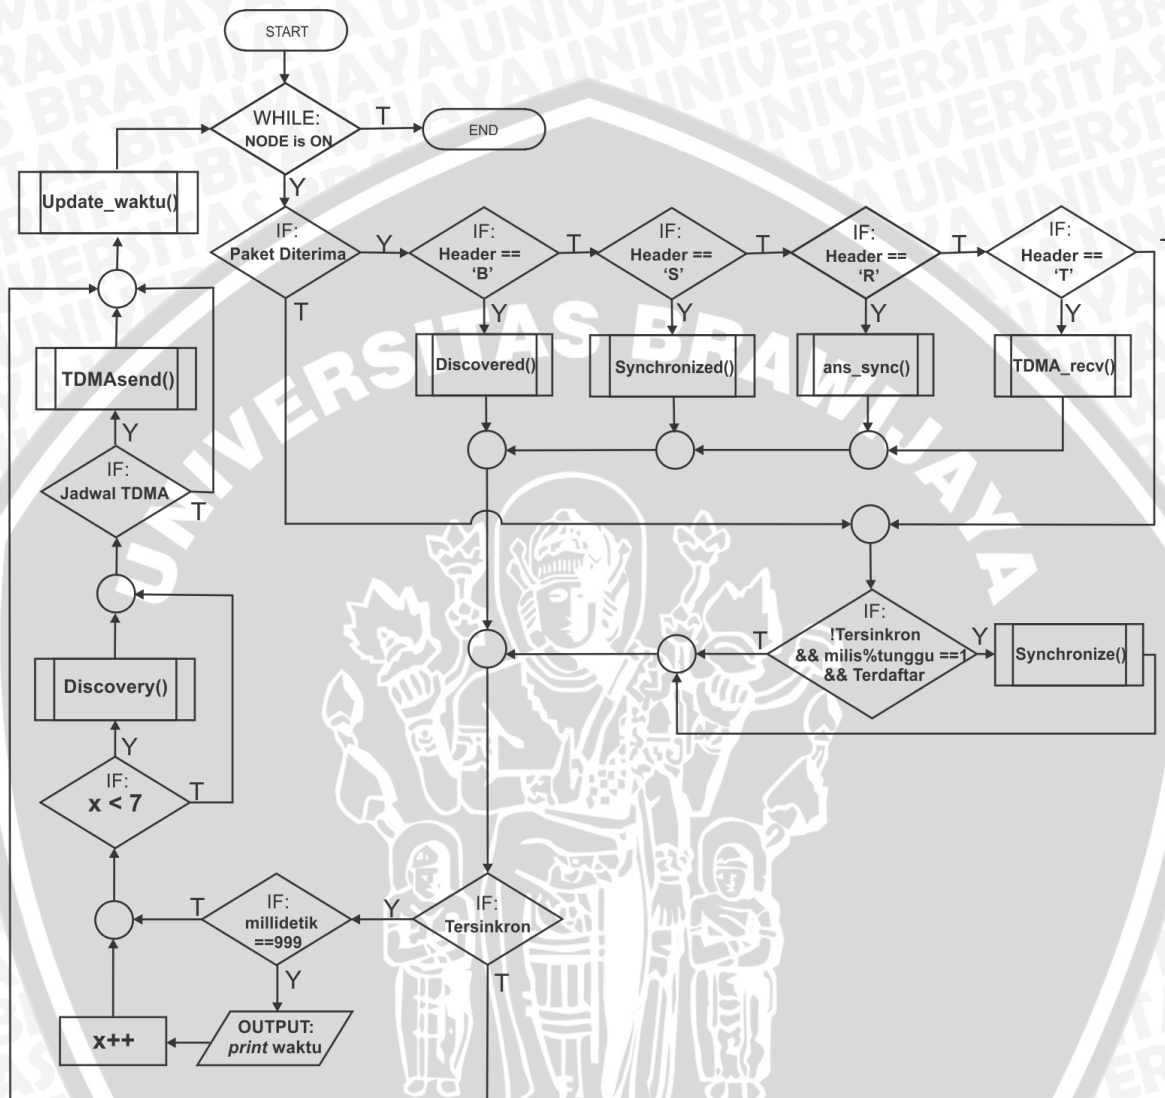 START
WHILE:
NODE is ON
T
END
Y
Update_waktu()
IF:
Paket Diterima
Y
T
IF:
Header ==
‘B’
T
Y
IF:
Header ==
‘S’
T
Y
IF:
Header ==
‘R’
T
Y
IF:
Header ==
‘T’
Y
Discovered()
Synchronized()
ans_sync()
TDMA_recv()
TDMAsend()
Y
IF:
Jadwal TDMA
T
UNIVERSITAS BRAWIJAYA
IF:
!Tersinkron
&& milis%tunggu ==1
&& Terdaftar
T
Y
Synchronize()
Discovery()
Y
IF:
x < 7
T
IF:
Tersinkron
Y
T
IF:
millidetik
==999
T
Y
OUTPUT:
print waktu
x++